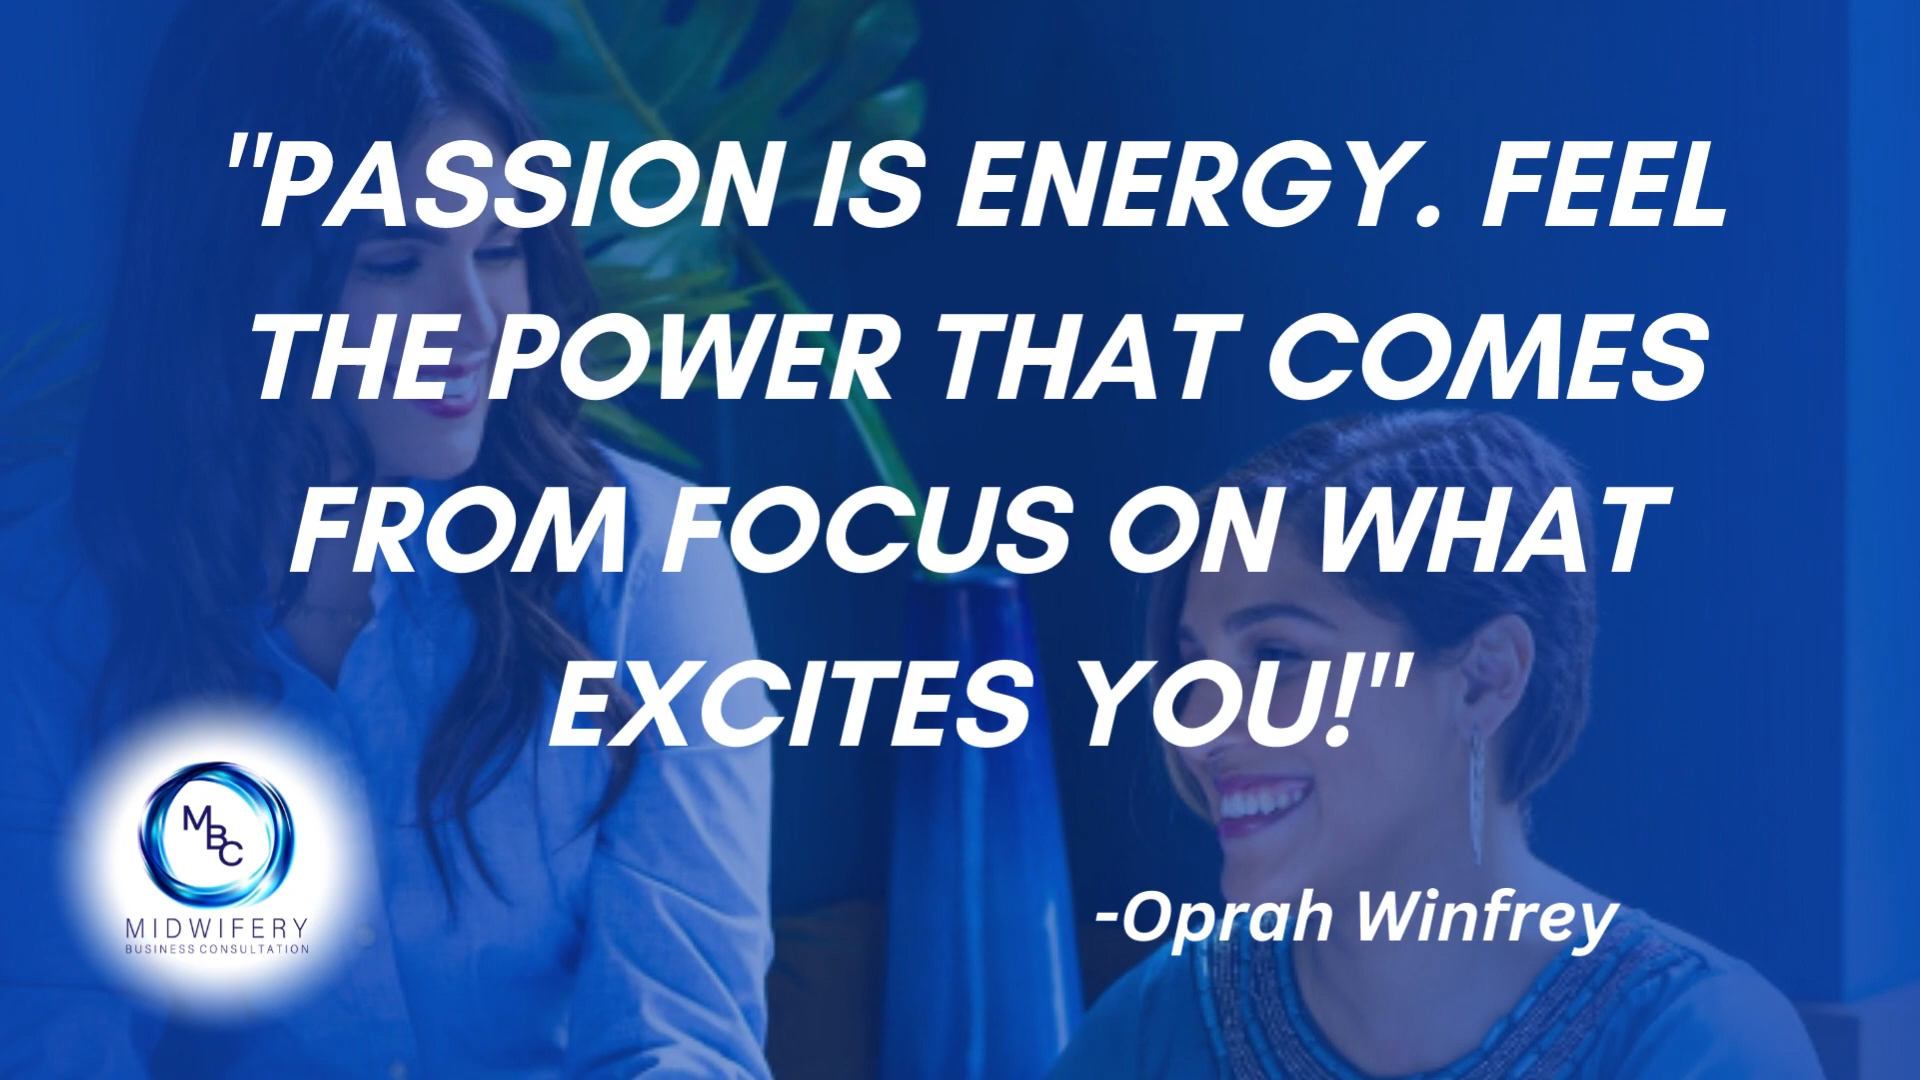 "PASSION IS ENERGY. FEEL
THE POWER THAT COMES
FROM FOCUS ON WHAT
EXCITES YOU!"
-Oprah Winfrey
MBC
MIDWIFERY
BUSINESS CONSULTATION